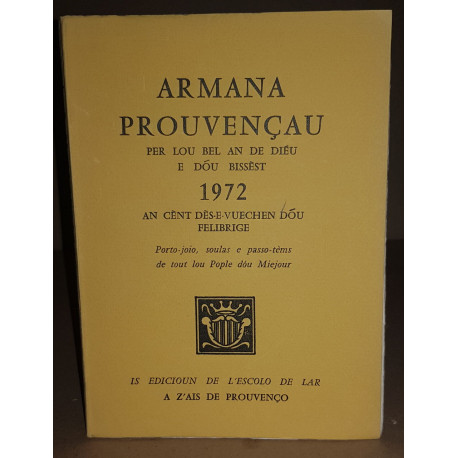 ARMANA
PROUVENÇAU
PER LOU BEL AN DE DIÉU
E DÓU BISSÈST
1972
AN CÈNT DÈS-E-VUECHEN DÓU
FELIBRIGE
Porto-joio, soulas e passo-tèms
de tout lou Pople dóu Miejour
IS EDICIOUN DE L'ESCOLO DE LAR
A Z'AIS DE PROUVÈNÇO